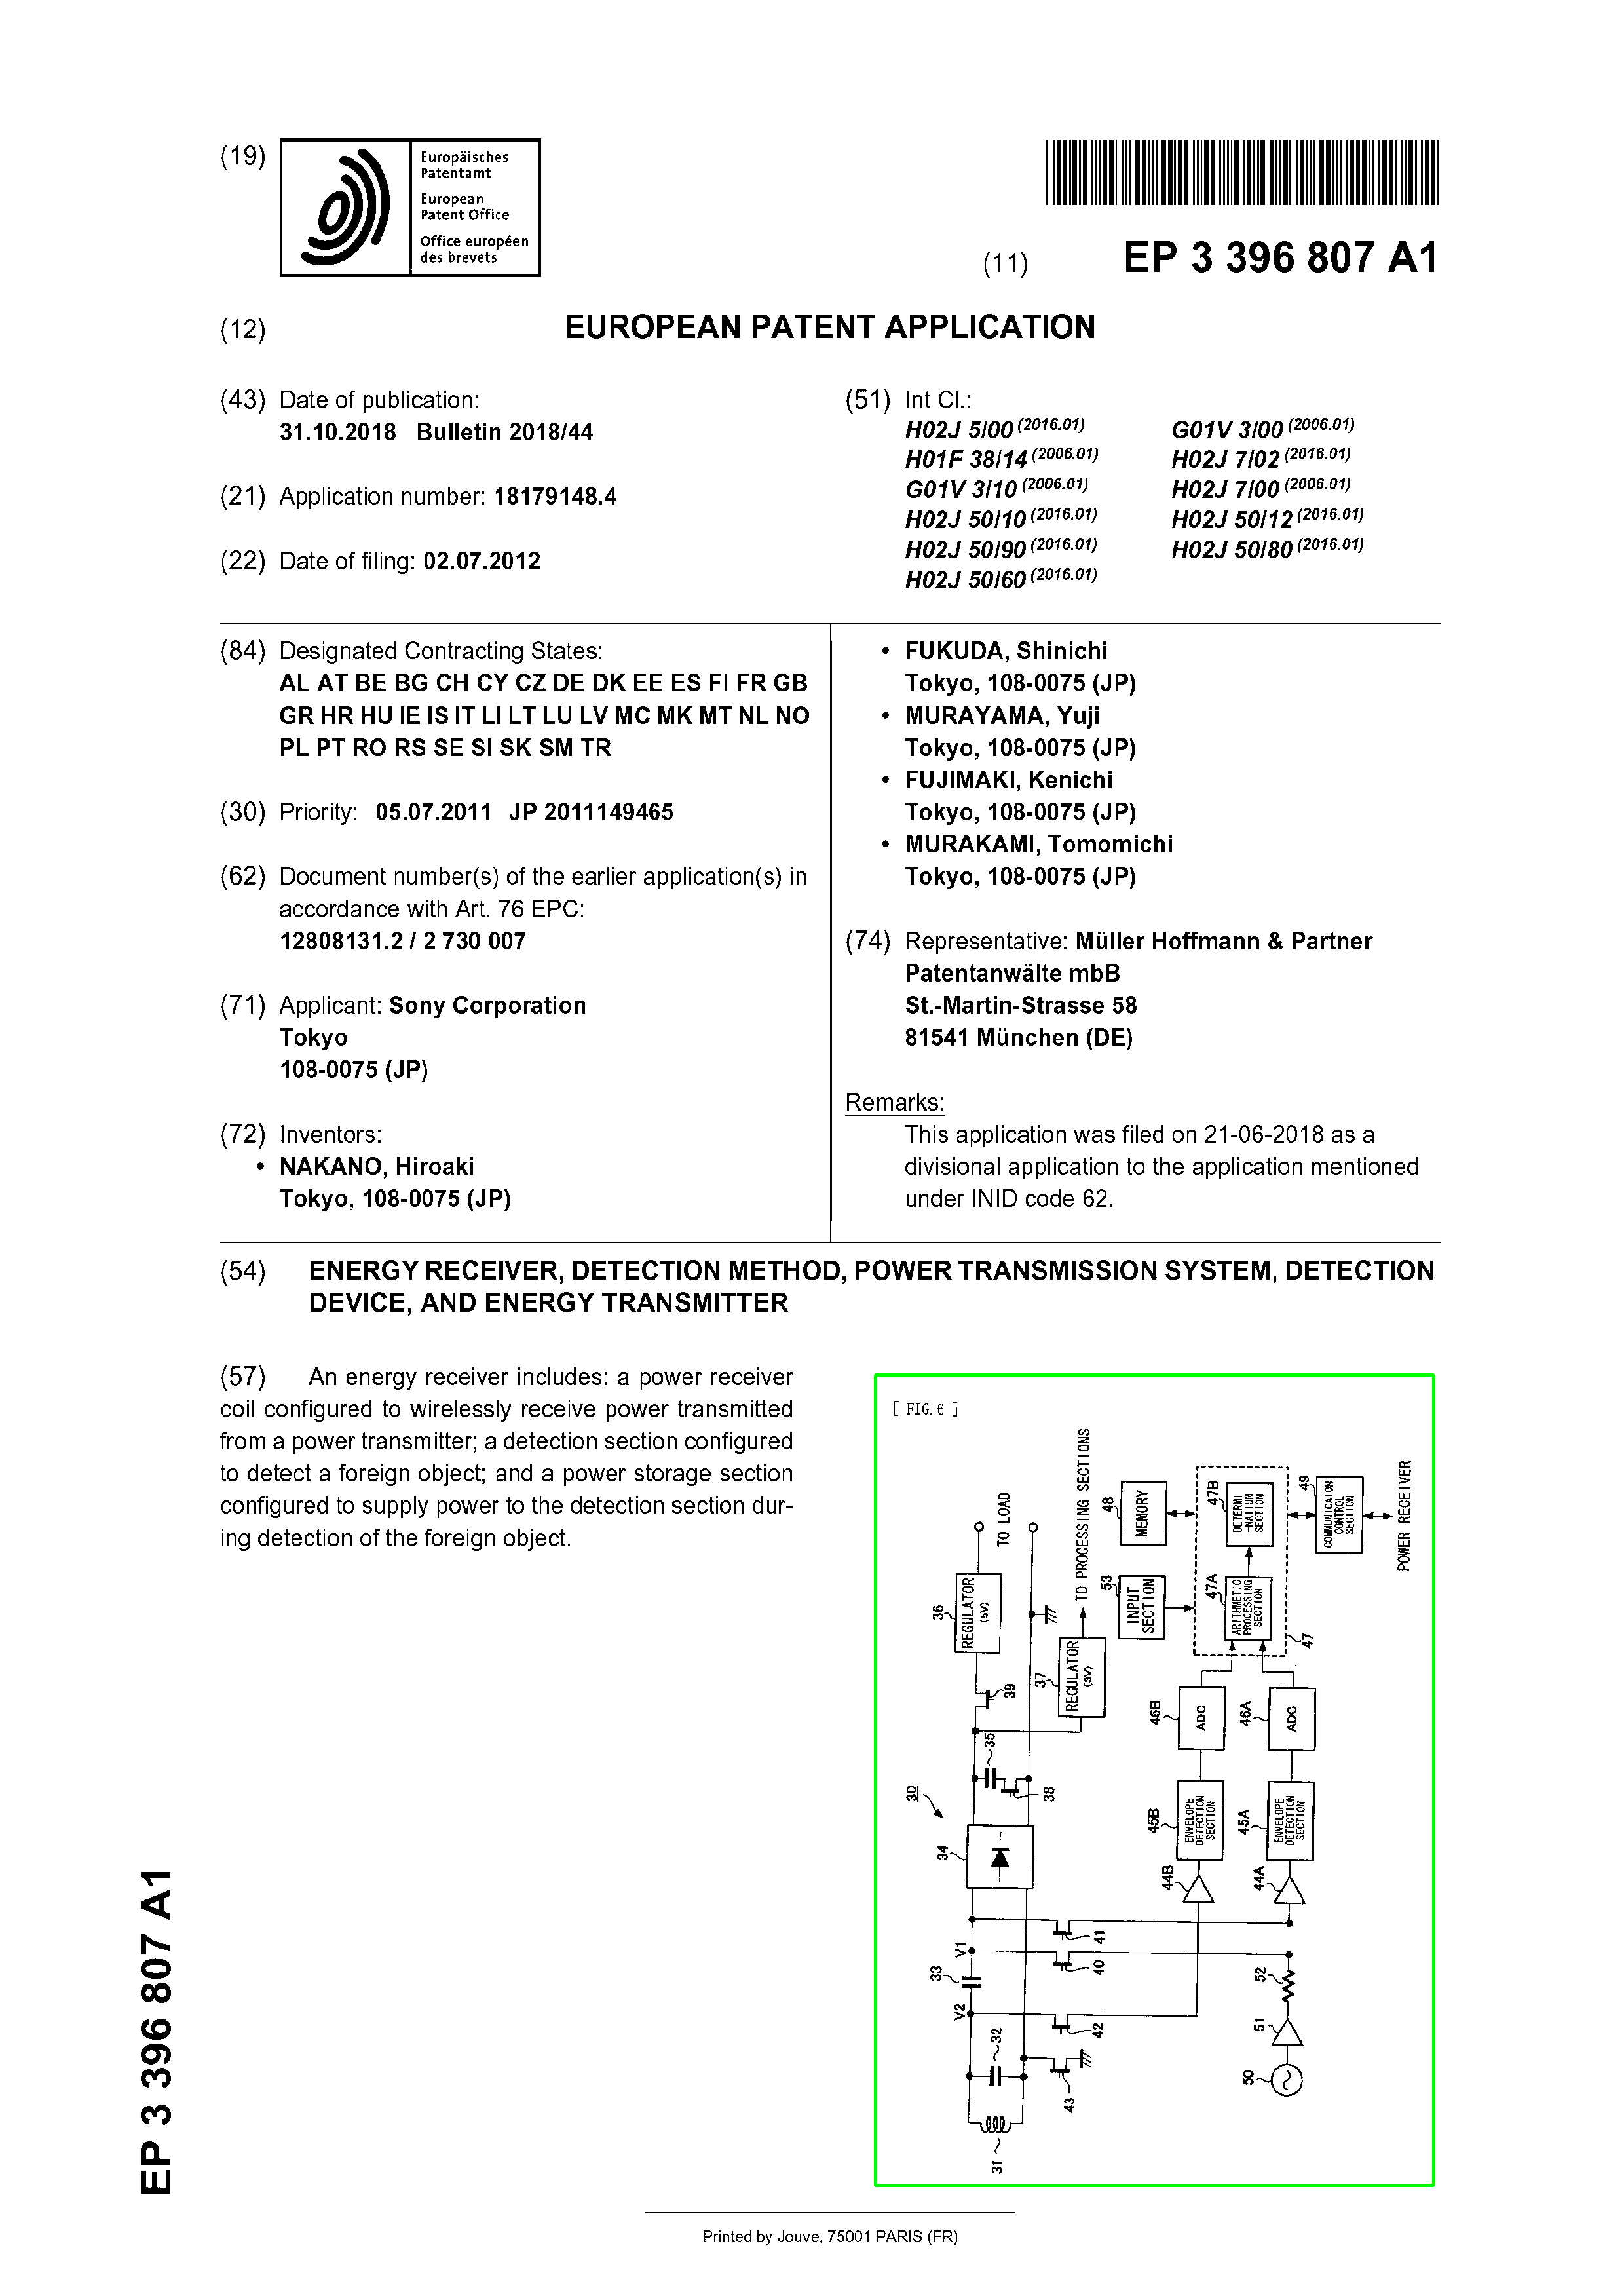 (19)
Europäisches
Patentamt
European
Patent Office
Office européen
des brevets
(11) EP 3 396 807 A1
(12) EUROPEAN PATENT APPLICATION
(43) Date of publication:
31.10.2018 Bulletin 2018/44
(21) Application number: 18179148.4
(22) Date of filing: 02.07.2012
(51) Int Cl.:
H02J 5/00 (2016.01) G01V 3/00 (2006.01)
H01F 38/14 (2006.01) H02J 7/02 (2016.01)
G01V 3/10 (2006.01) H02J 7/00 (2006.01)
H02J 50/10 (2016.01) H02J 50/12 (2016.01)
H02J 50/90 (2016.01) H02J 50/80 (2016.01)
H02J 50/60 (2016.01)
(84) Designated Contracting States:
AL AT BE BG CH CY CZ DE DK EE ES FI FR GB
GR HR HU IE IS IT LI LT LU LV MC MK MT NL NO
PL PT RO RS SE SI SK SM TR
(30) Priority: 05.07.2011 JP 2011149465
(62) Document number(s) of the earlier application(s) in
accordance with Art. 76 EPC:
12808131.2 / 2 730 007
(71) Applicant: Sony Corporation
Tokyo
108-0075 (JP)
(72) Inventors:
• NAKANO, Hiroaki
Tokyo, 108-0075 (JP)
• FUKUDA, Shinichi
Tokyo, 108-0075 (JP)
• MURAYAMA, Yuji
Tokyo, 108-0075 (JP)
• FUJIMAKI, Kenichi
Tokyo, 108-0075 (JP)
• MURAKAMI, Tomomichi
Tokyo, 108-0075 (JP)
(74) Representative: Müller Hoffmann & Partner
Patentanwälte mbB
St.-Martin-Strasse 58
81541 München (DE)
Remarks:
This application was filed on 21-06-2018 as a
divisional application to the application mentioned
under INID code 62.
(54) ENERGY RECEIVER, DETECTION METHOD, POWER TRANSMISSION SYSTEM, DETECTION
DEVICE, AND ENERGY TRANSMITTER
(57) An energy receiver includes: a power receiver
coil configured to wirelessly receive power transmitted
from a power transmitter; a detection section configured
to detect a foreign object; and a power storage section
configured to supply power to the detection section dur-
ing detection of the foreign object.
[ FIG. 6 ]
30
31
32
33
V2
V1
34
35
38
39
36
REGULATOR
(5V)
TO LOAD
37
REGULATOR
(3V)
TO PROCESSING SECTIONS
40
41
42
43
44B
45B
ENVELOPE
DETECTION
SECTION
46B
ADC
44A
45A
ENVELOPE
DETECTION
SECTION
46A
ADC
50
51
52
53
INPUT
SECTION
48
MEMORY
47A
ARITHMETIC
PROCESSING
SECTION
47B
DETERMI
-NATIUN
SECTION
47
49
COMMUNICAION
CONTROL
SECTION
POWER RECEIVER
EP 3 396 807 A1
Printed by Jouve, 75001 PARIS (FR)